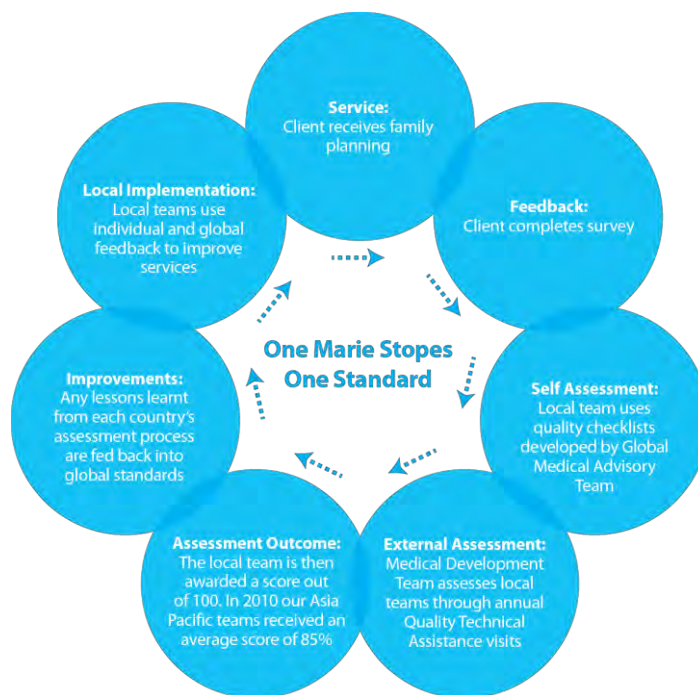 Service:
Client receives family
planning
Feedback:
Client completes survey
Self Assessment:
Local team uses
quality checklists
developed by Global
Medical Advisory
Team
External Assessment:
Medical Development
Team assesses local
teams through annual
Quality Technical
Assistance visits
Assessment Outcome:
The local team is then
awarded a score out
of 100. In 2010 our Asia
Pacific teams received an
average score of 85%
Improvements:
Any lessons learnt
from each country's
assessment process
are fed back into
global standards
Local Implementation:
Local teams use
individual and global
feedback to improve
services
One Marie Stopes
One Standard